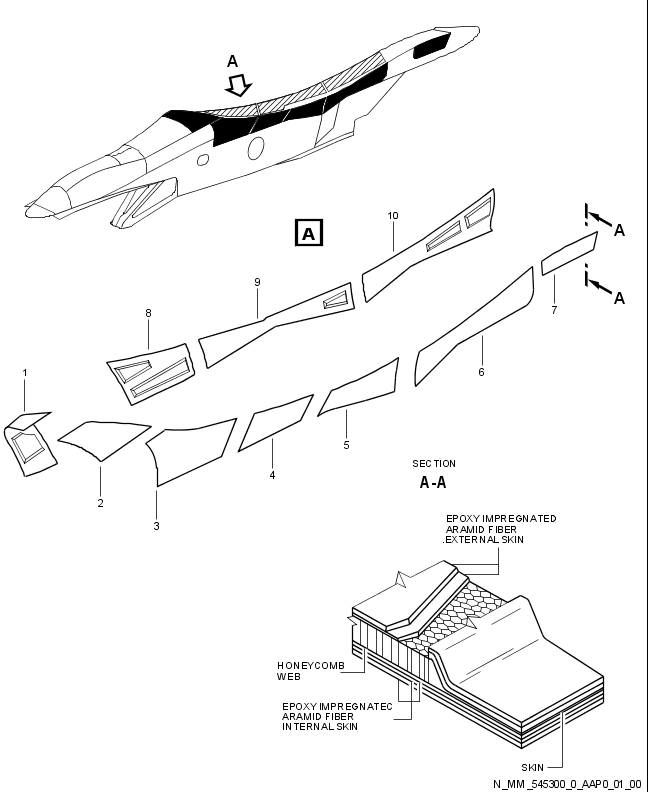 A
A
10
A
9
A
8
7
1
6
5
4
2
3
SECTION
A-A
EPOXY IMPREGNATED
ARAMID FIBER
.EXTERNAL SKIN
HONEYCOMB
WEB
EPOXY IMPREGNATEC
ARAMID FIBER
INTERNAL SKIN
SKIN
N_MM_545300_0_AAP0_01_00